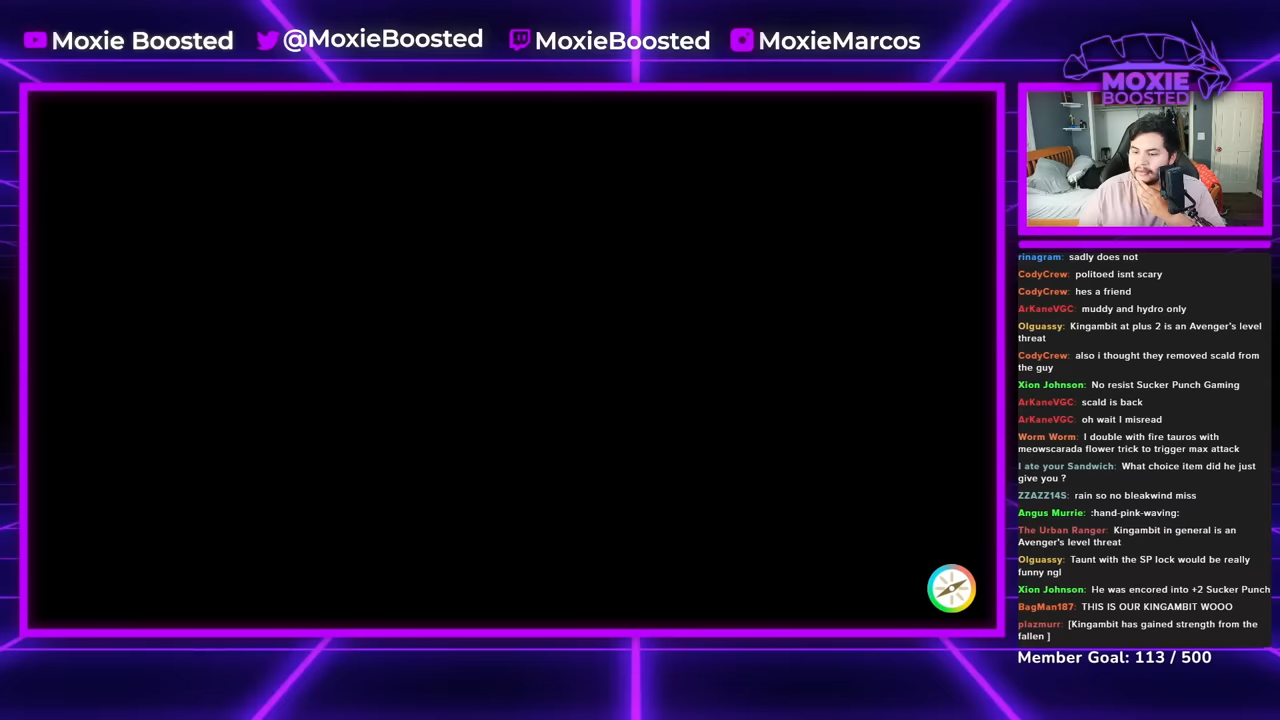 Moxie Boosted @MoxieBoosted MoxieBoosted MoxieMarcos
MOXIE
BOOSTED
rinagram: sadly does not
CodyCrew: politoed isnt scary
CodyCrew: hes a friend
ArKaneVGC: muddy and hydro only
Olguassy: Kingambit at plus 2 is an Avenger's level
threat
CodyCrew: also i thought they removed scald from
the guy
Xion Johnson: No resist Sucker Punch Gaming
ArKaneVGC: scald is back
ArKaneVGC: oh wait I misread
Worm Worm: I double with fire tauros with
meowscarada flower trick to trigger max attack
I ate your Sandwich: What choice item did he just
give you ?
ZZAZZ14S: rain so no bleakwind miss
Angus Murrie: :hand-pink-waving:
The Urban Ranger: Kingambit in general is an
Avenger's level threat
Olguassy: Taunt with the SP lock would be really
funny ngl
Xion Johnson: He was encored into +2 Sucker Punch
BagMan187: THIS IS OUR KINGAMBIT WOOO
plazmurr: [Kingambit has gained strength from the
fallen ]
Member Goal: 113 / 500